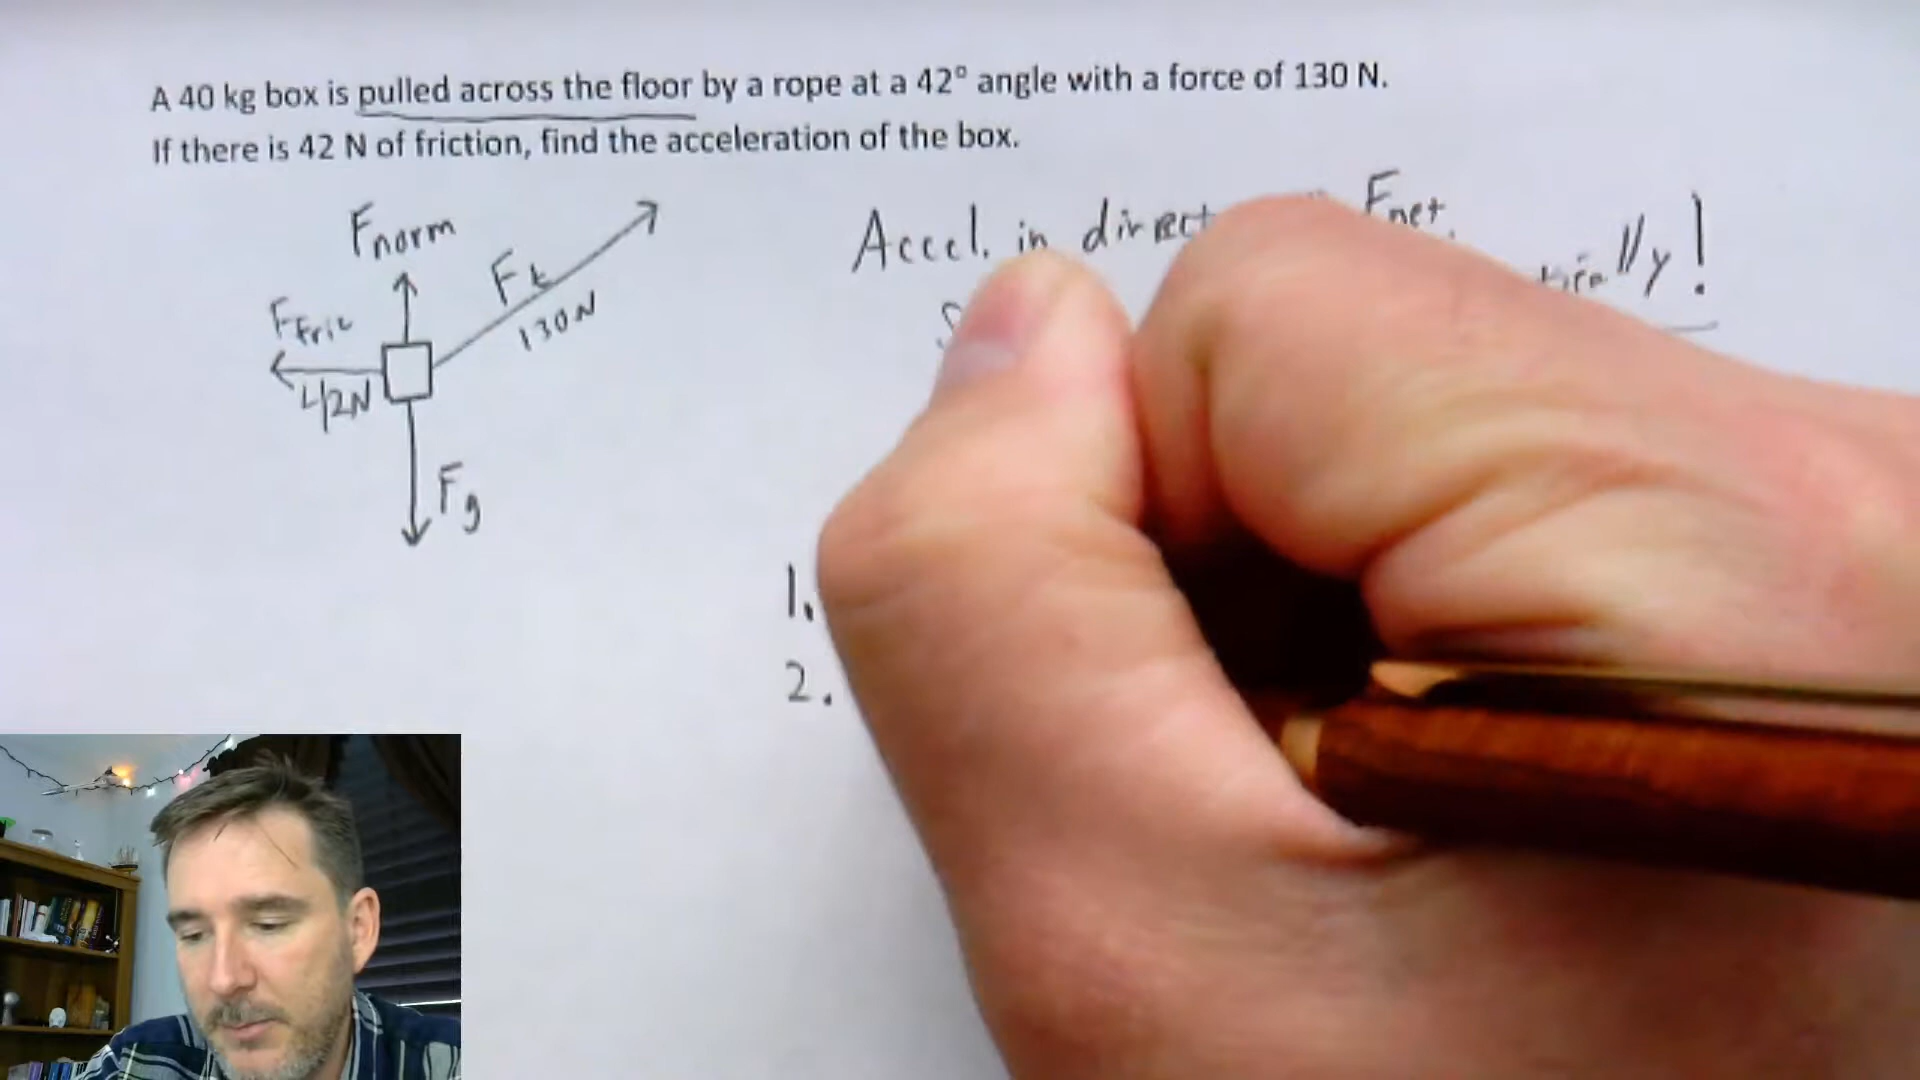 A 40 kg box is pulled across the floor by a rope at a 42° angle with a force of 130 N.
If there is 42 N of friction, find the acceleration of the box.
Fnorm
Ft
130N
FFric
42N
Fg
Accel. in Fnet.
1.
2.